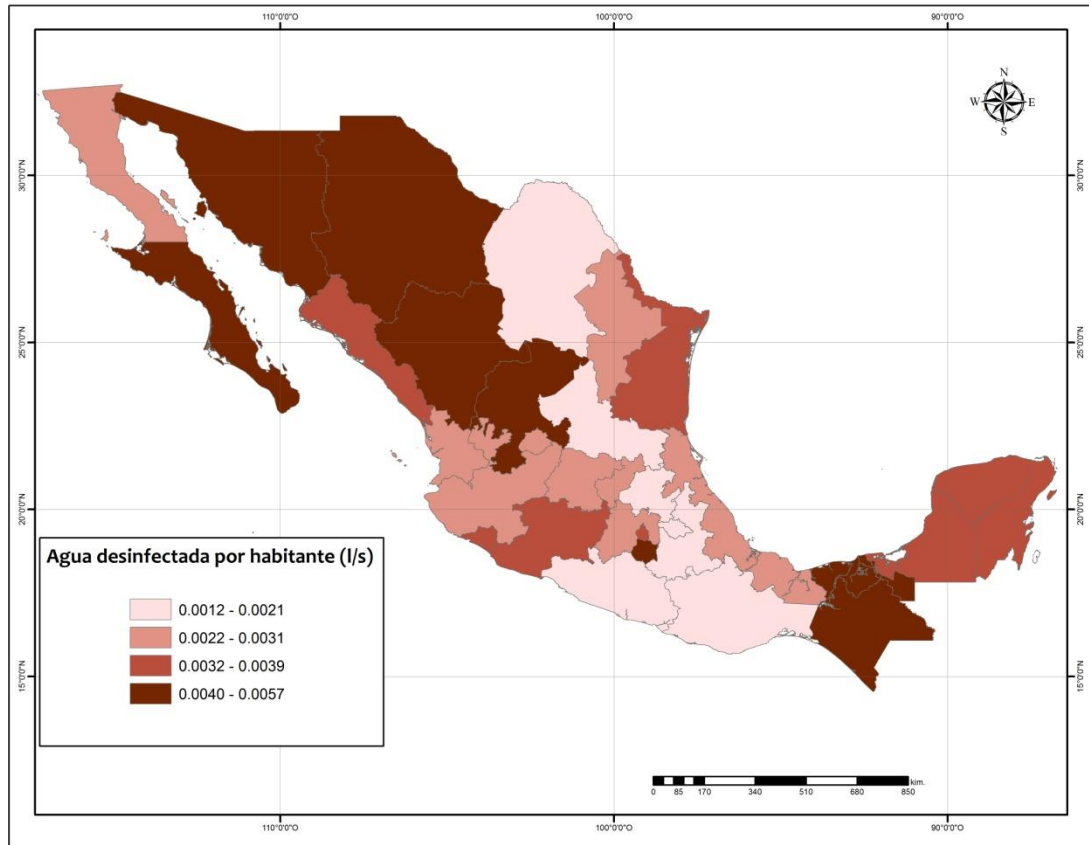 110°0'0"O 100°0'0"O 90°0'0"O
N
W E
S
30°0'0"N 30°0'0"N
25°0'0"N 25°0'0"N
20°0'0"N 20°0'0"N
15°0'0"N 15°0'0"N
Agua desinfectada por habitante (l/s)
0.0012 - 0.0021
0.0022 - 0.0031
0.0032 - 0.0039
0.0040 - 0.0057
km.
0 85 170 340 510 680 850
110°0'0"O 100°0'0"O 90°0'0"O